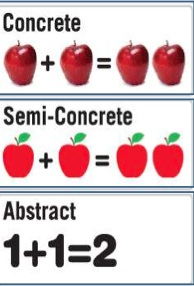 Concrete
+ =
Semi-Concrete
+ =
Abstract
1+1=2